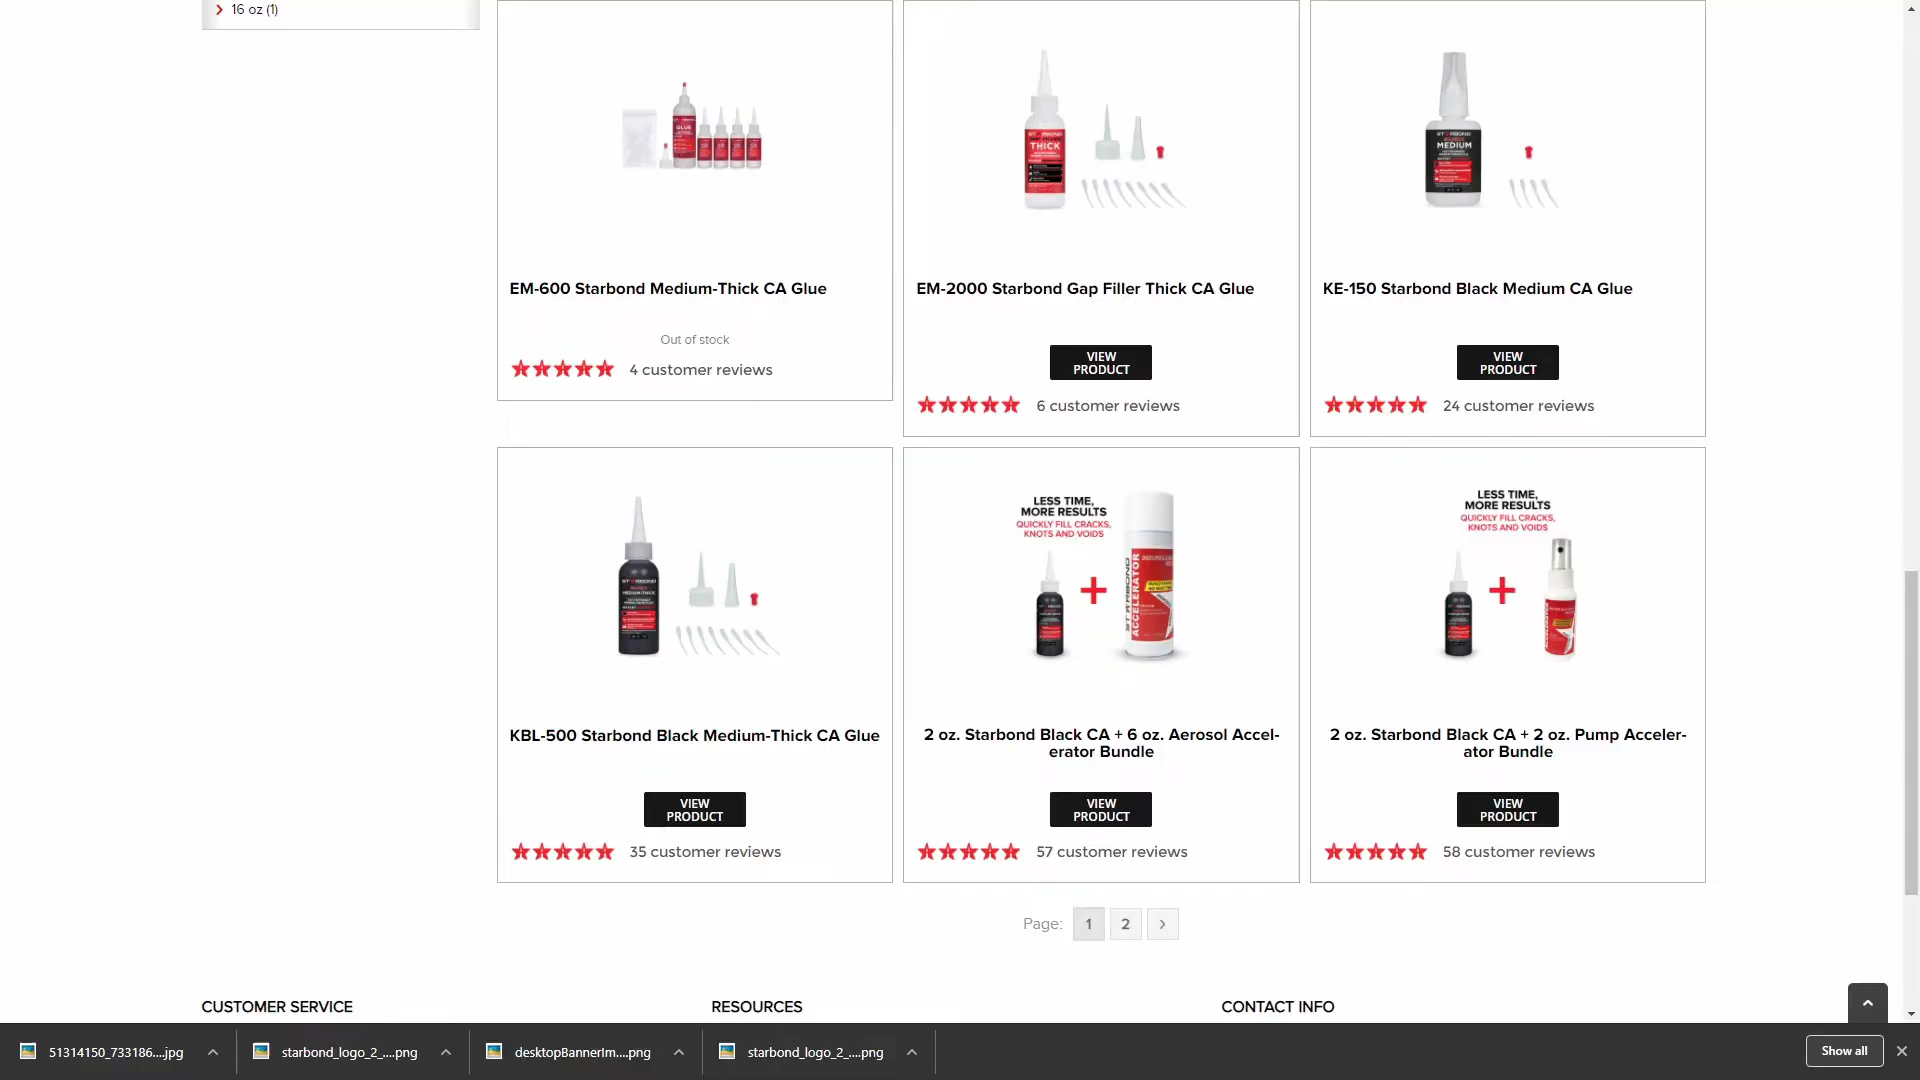 16 oz (1)
GLUE
THICK
MEDIUM
EM-600 Starbond Medium-Thick CA Glue
EM-2000 Starbond Gap Filler Thick CA Glue
KE-150 Starbond Black Medium CA Glue
Out of stock
VIEW
PRODUCT
VIEW
PRODUCT
4 customer reviews
6 customer reviews
24 customer reviews
LESS TIME,
MORE RESULTS
QUICKLY FILL CRACKS,
KNOTS AND VOIDS
STARBOND
ACCELERATOR
LESS TIME,
MORE RESULTS
QUICKLY FILL CRACKS,
KNOTS AND VOIDS
KBL-500 Starbond Black Medium-Thick CA Glue
2 oz. Starbond Black CA + 6 oz. Aerosol Accel-
erator Bundle
2 oz. Starbond Black CA + 2 oz. Pump Acceler-
ator Bundle
VIEW
PRODUCT
VIEW
PRODUCT
VIEW
PRODUCT
35 customer reviews
57 customer reviews
58 customer reviews
Page: 1 2 >
CUSTOMER SERVICE
RESOURCES
CONTACT INFO
51314150_733186....jpg
starbond_logo_2_....png
desktopBannerIm....png
starbond_logo_2_....png
Show all